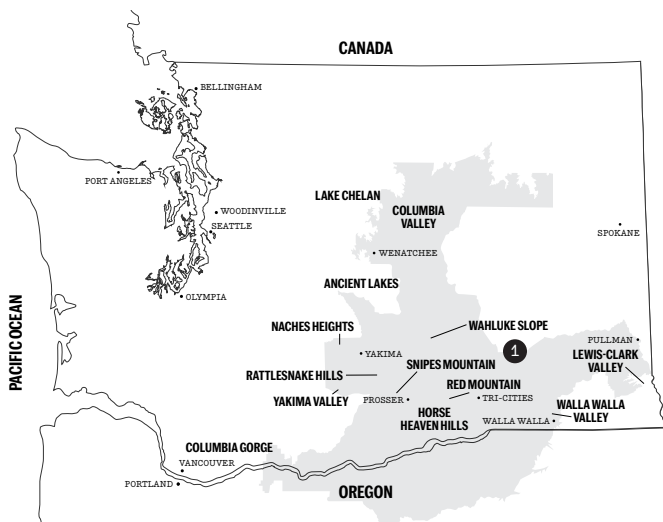 CANADA
BELLINGHAM
PORT ANGELES
LAKE CHELAN
COLUMBIA
VALLEY
WOODINVILLE
SEATTLE
SPOKANE
WENATCHEE
ANCIENT LAKES
OLYMPIA
PACIFIC OCEAN
NACHES HEIGHTS
WAHLUKE SLOPE
1
PULLMAN
YAKIMA
SNIPES MOUNTAIN
LEWIS-CLARK
VALLEY
RATTLESNAKE HILLS
RED MOUNTAIN
YAKIMA VALLEY
PROSSER
TRI-CITIES
HORSE
HEAVEN HILLS
WALLA WALLA
VALLEY
WALLA WALLA
COLUMBIA GORGE
VANCOUVER
PORTLAND
OREGON